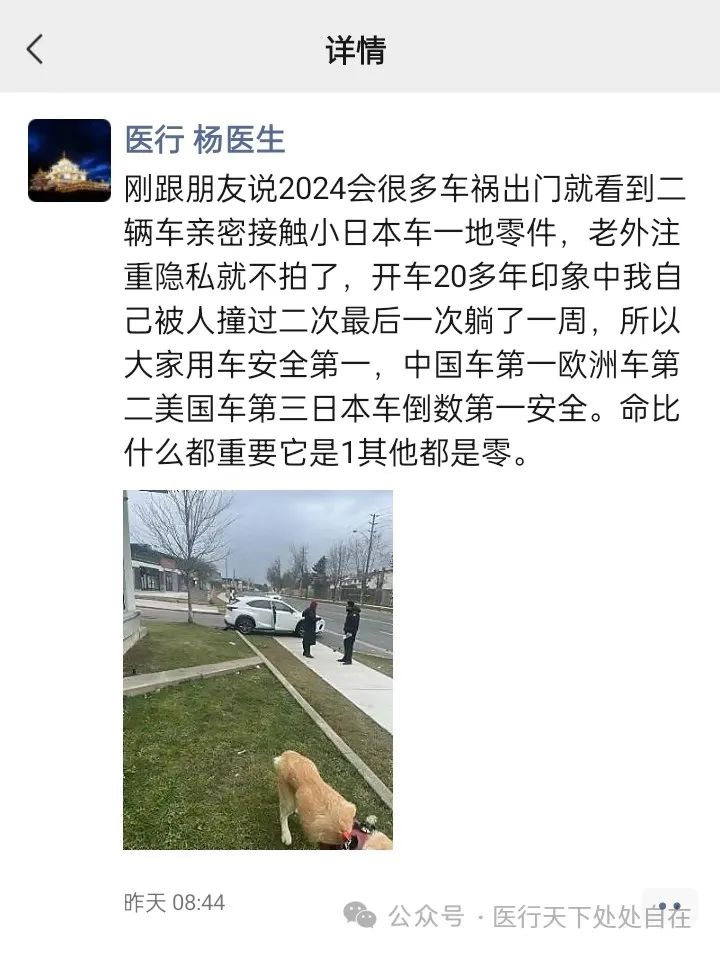 详情
医行 杨医生
刚跟朋友说2024会很多车祸出门就看到二
辆车亲密接触小日本车一地零件，老外注
重隐私就不拍了，开车20多年印象中我自
己被人撞过二次最后一次躺了一周，所以
大家用车安全第一，中国车第一欧洲车第
二美国车第三日本车倒数第一安全。命比
什么都重要它是1其他都是零。
昨天 08:44
公众号 · 医行天下处处自在